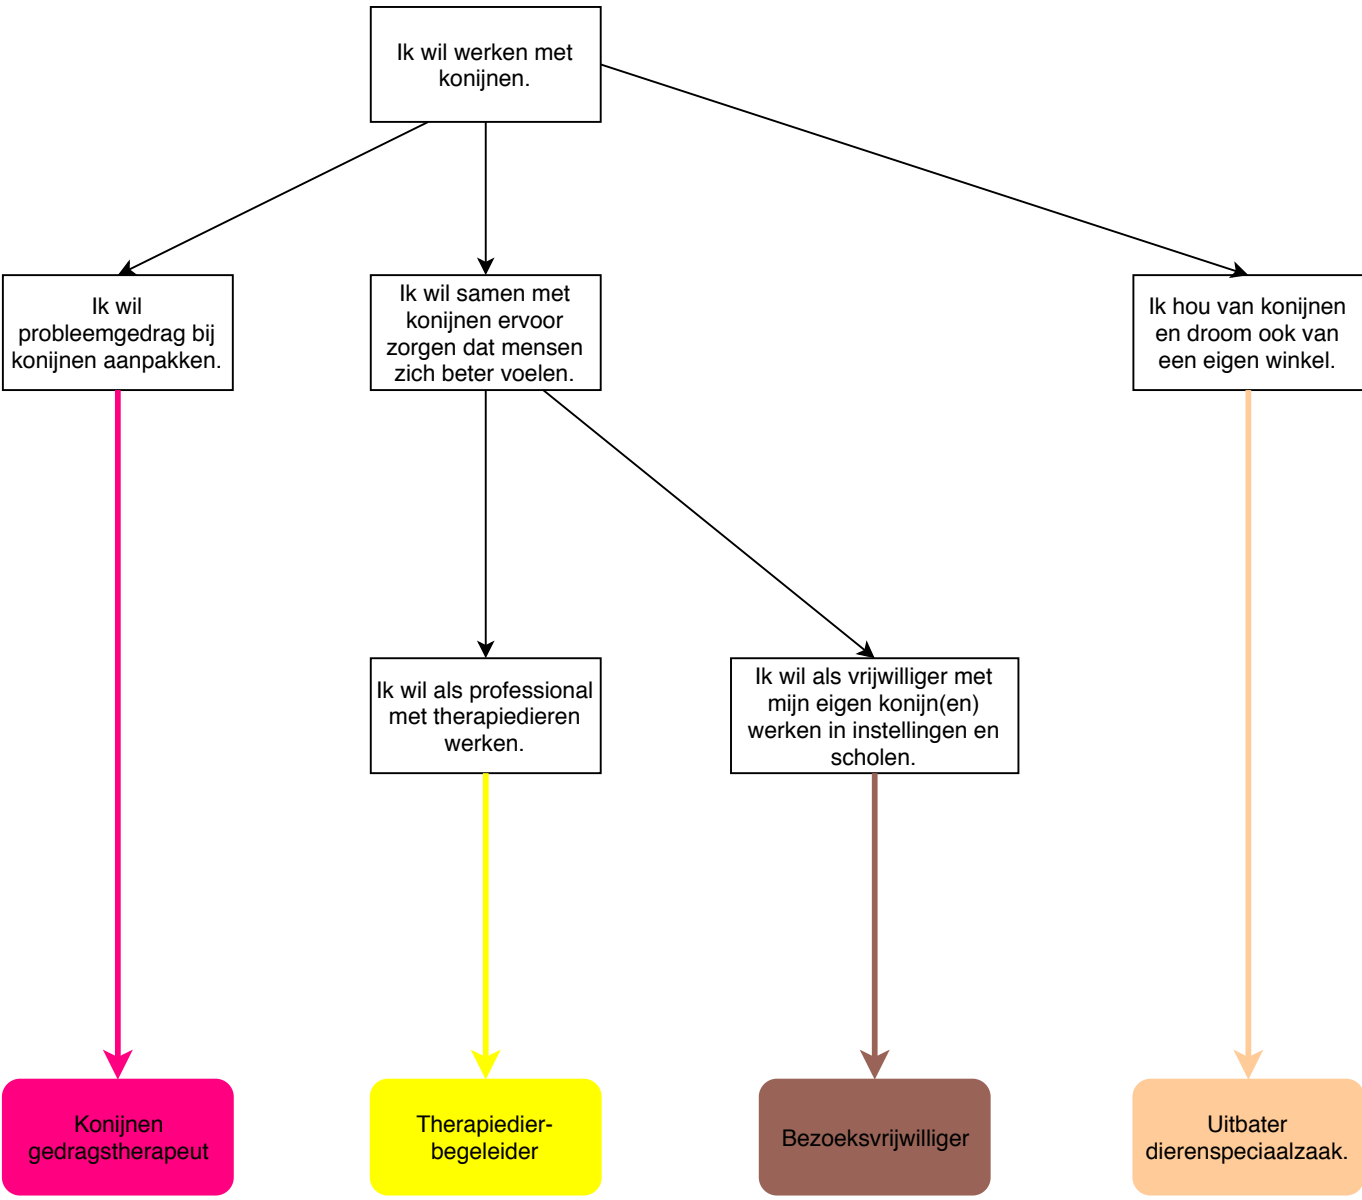 Ik wil werken met
konijnen.
Ik wil
probleemgedrag bij
konijnen aanpakken.
Ik wil samen met
konijnen ervoor
zorgen dat mensen
zich beter voelen.
Ik hou van konijnen
en droom ook van
een eigen winkel.
Ik wil als professional
met therapiedieren
werken.
Ik wil als vrijwilliger met
mijn eigen konijn(en)
werken in instellingen en
scholen.
Konijnen
gedragstherapeut
Therapiedier-
begeleider
Bezoeksvrijwilliger
Uitbater
dierenspeciaalzaak.